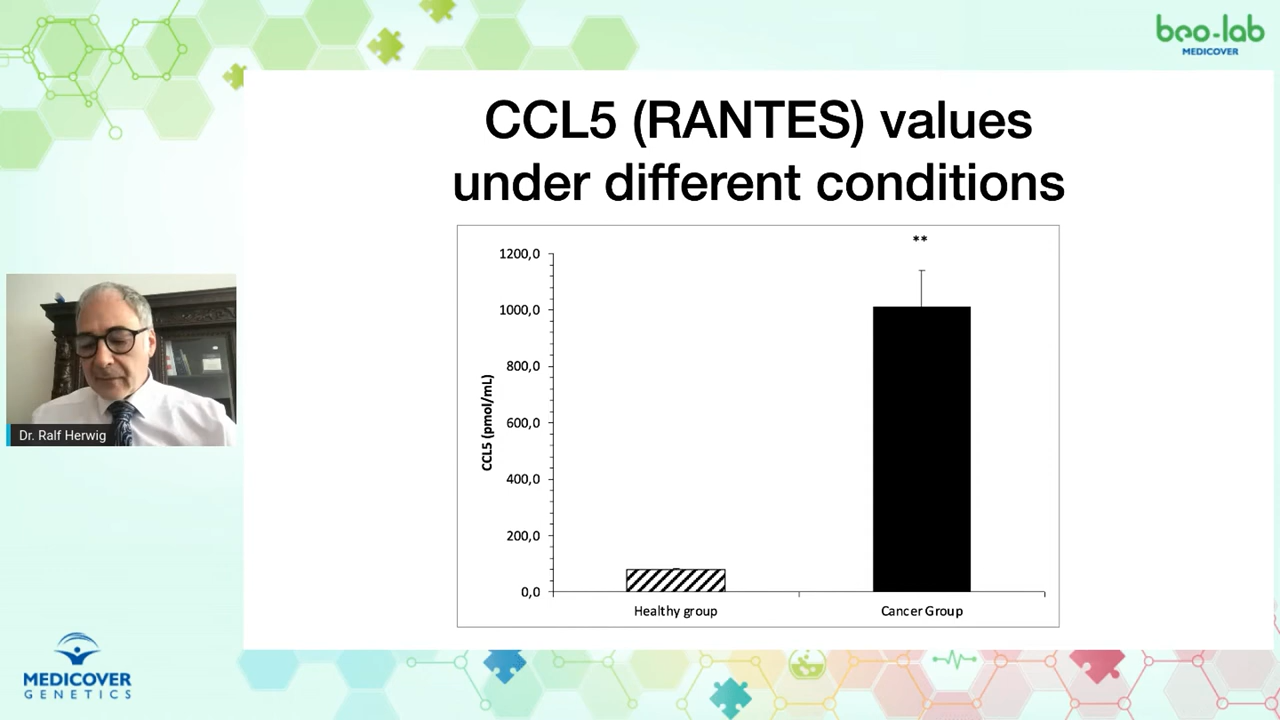 beo-lab
MEDICOVER
CCL5 (RANTES) values
under different conditions
**
1200,0
1000,0
800,0
600,0
400,0
200,0
0,0
CCL5 (pmol/mL)
Healthy group
Cancer Group
Dr. Ralf Herwig
MEDICOVER
GENETICS